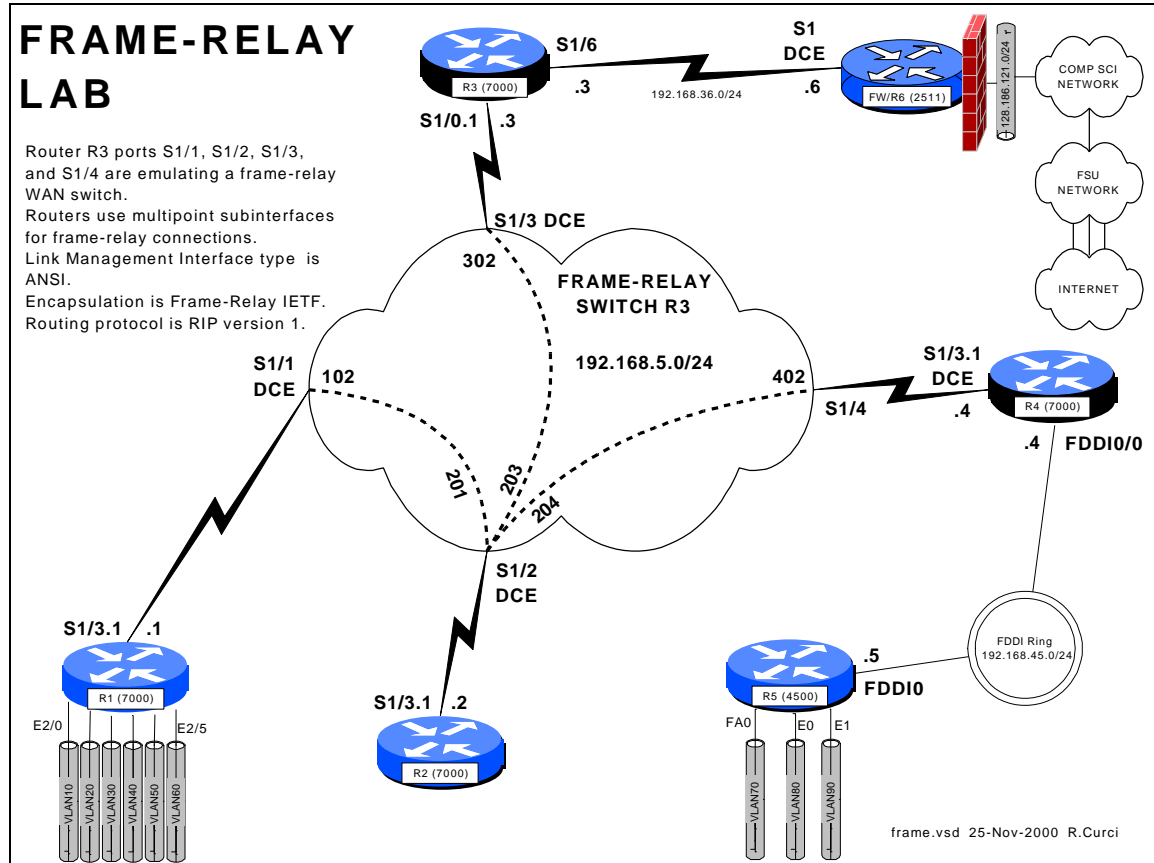 FRAME-RELAY
LAB
Router R3 ports S1/1, S1/2, S1/3,
and S1/4 are emulating a frame-relay
WAN switch.
Routers use multipoint subinterfaces
for frame-relay connections.
Link Management Interface type is
ANSI.
Encapsulation is Frame-Relay IETF.
Routing protocol is RIP version 1.
R3 (7000)
S1/6
.3
192.168.36.0/24
S1
DCE
.6
FW/R6 (2511)
128.186.121.0/24
COMP SCI
NETWORK
FSU
NETWORK
INTERNET
S1/0.1
.3
S1/3 DCE
302
FRAME-RELAY
SWITCH R3
192.168.5.0/24
S1/1
DCE
102
402
S1/4
S1/3.1
DCE
.4
R4 (7000)
.4
FDDI0/0
201
203
204
S1/2
DCE
FDDI Ring
192.168.45.0/24
S1/3.1
.1
R1 (7000)
E2/0
E2/5
VLAN10
VLAN20
VLAN30
VLAN40
VLAN50
VLAN60
S1/3.1
.2
R2 (7000)
.5
FDDI0
R5 (4500)
FA0
E0
E1
VLAN70
VLAN80
VLAN90
frame.vsd 25-Nov-2000 R.Curci